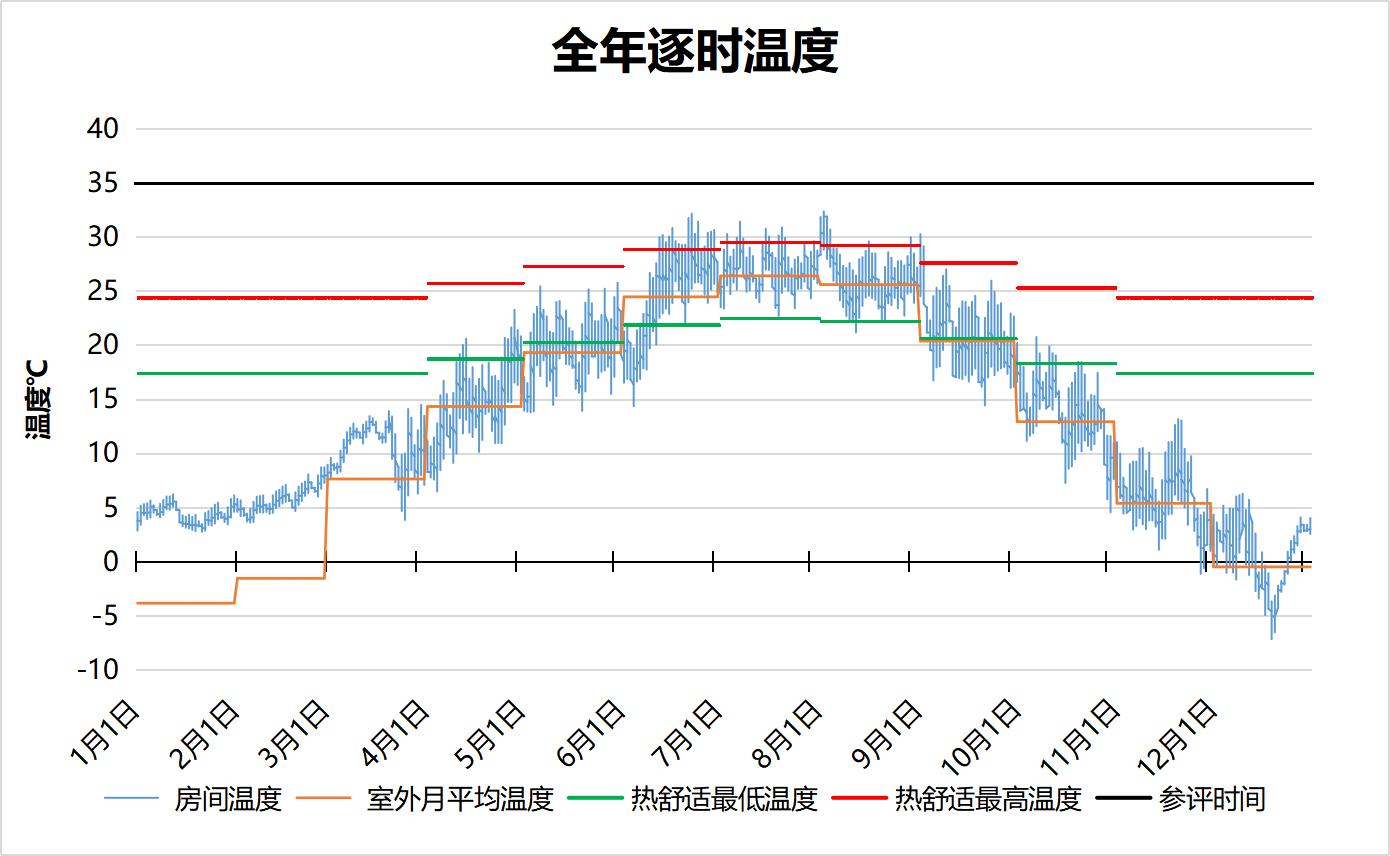 全年逐时温度
40
35
30
25
20
15
10
5
0
-5
-10
温度℃
1月1日
2月1日
3月1日
4月1日
5月1日
6月1日
7月1日
8月1日
9月1日
10月1日
11月1日
12月1日
房间温度 室外月平均温度 热舒适最低温度 热舒适最高温度 参评时间